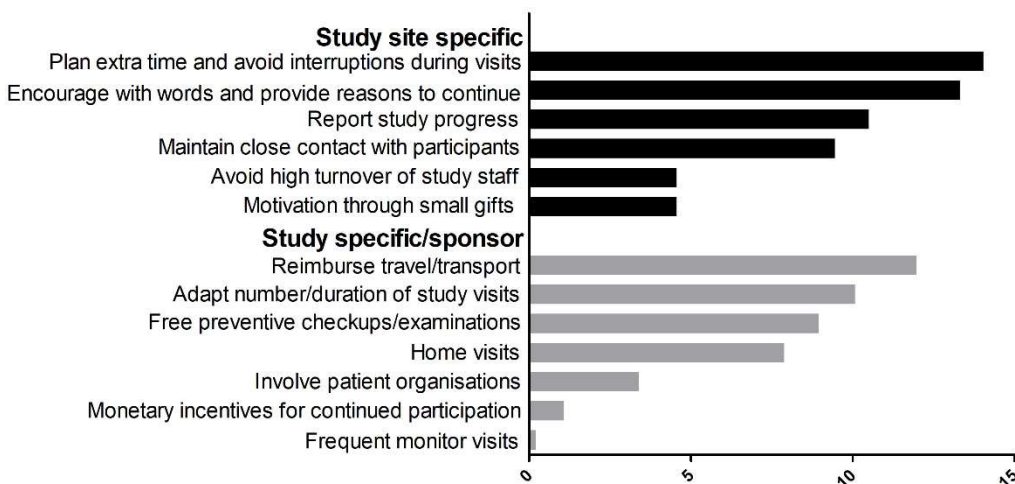 Study site specific
Plan extra time and avoid interruptions during visits
Encourage with words and provide reasons to continue
Report study progress
Maintain close contact with participants
Avoid high turnover of study staff
Motivation through small gifts
Study specific/sponsor
Reimburse travel/transport
Adapt number/duration of study visits
Free preventive checkups/examinations
Home visits
Involve patient organisations
Monetary incentives for continued participation
Frequent monitor visits
0 5 10 15